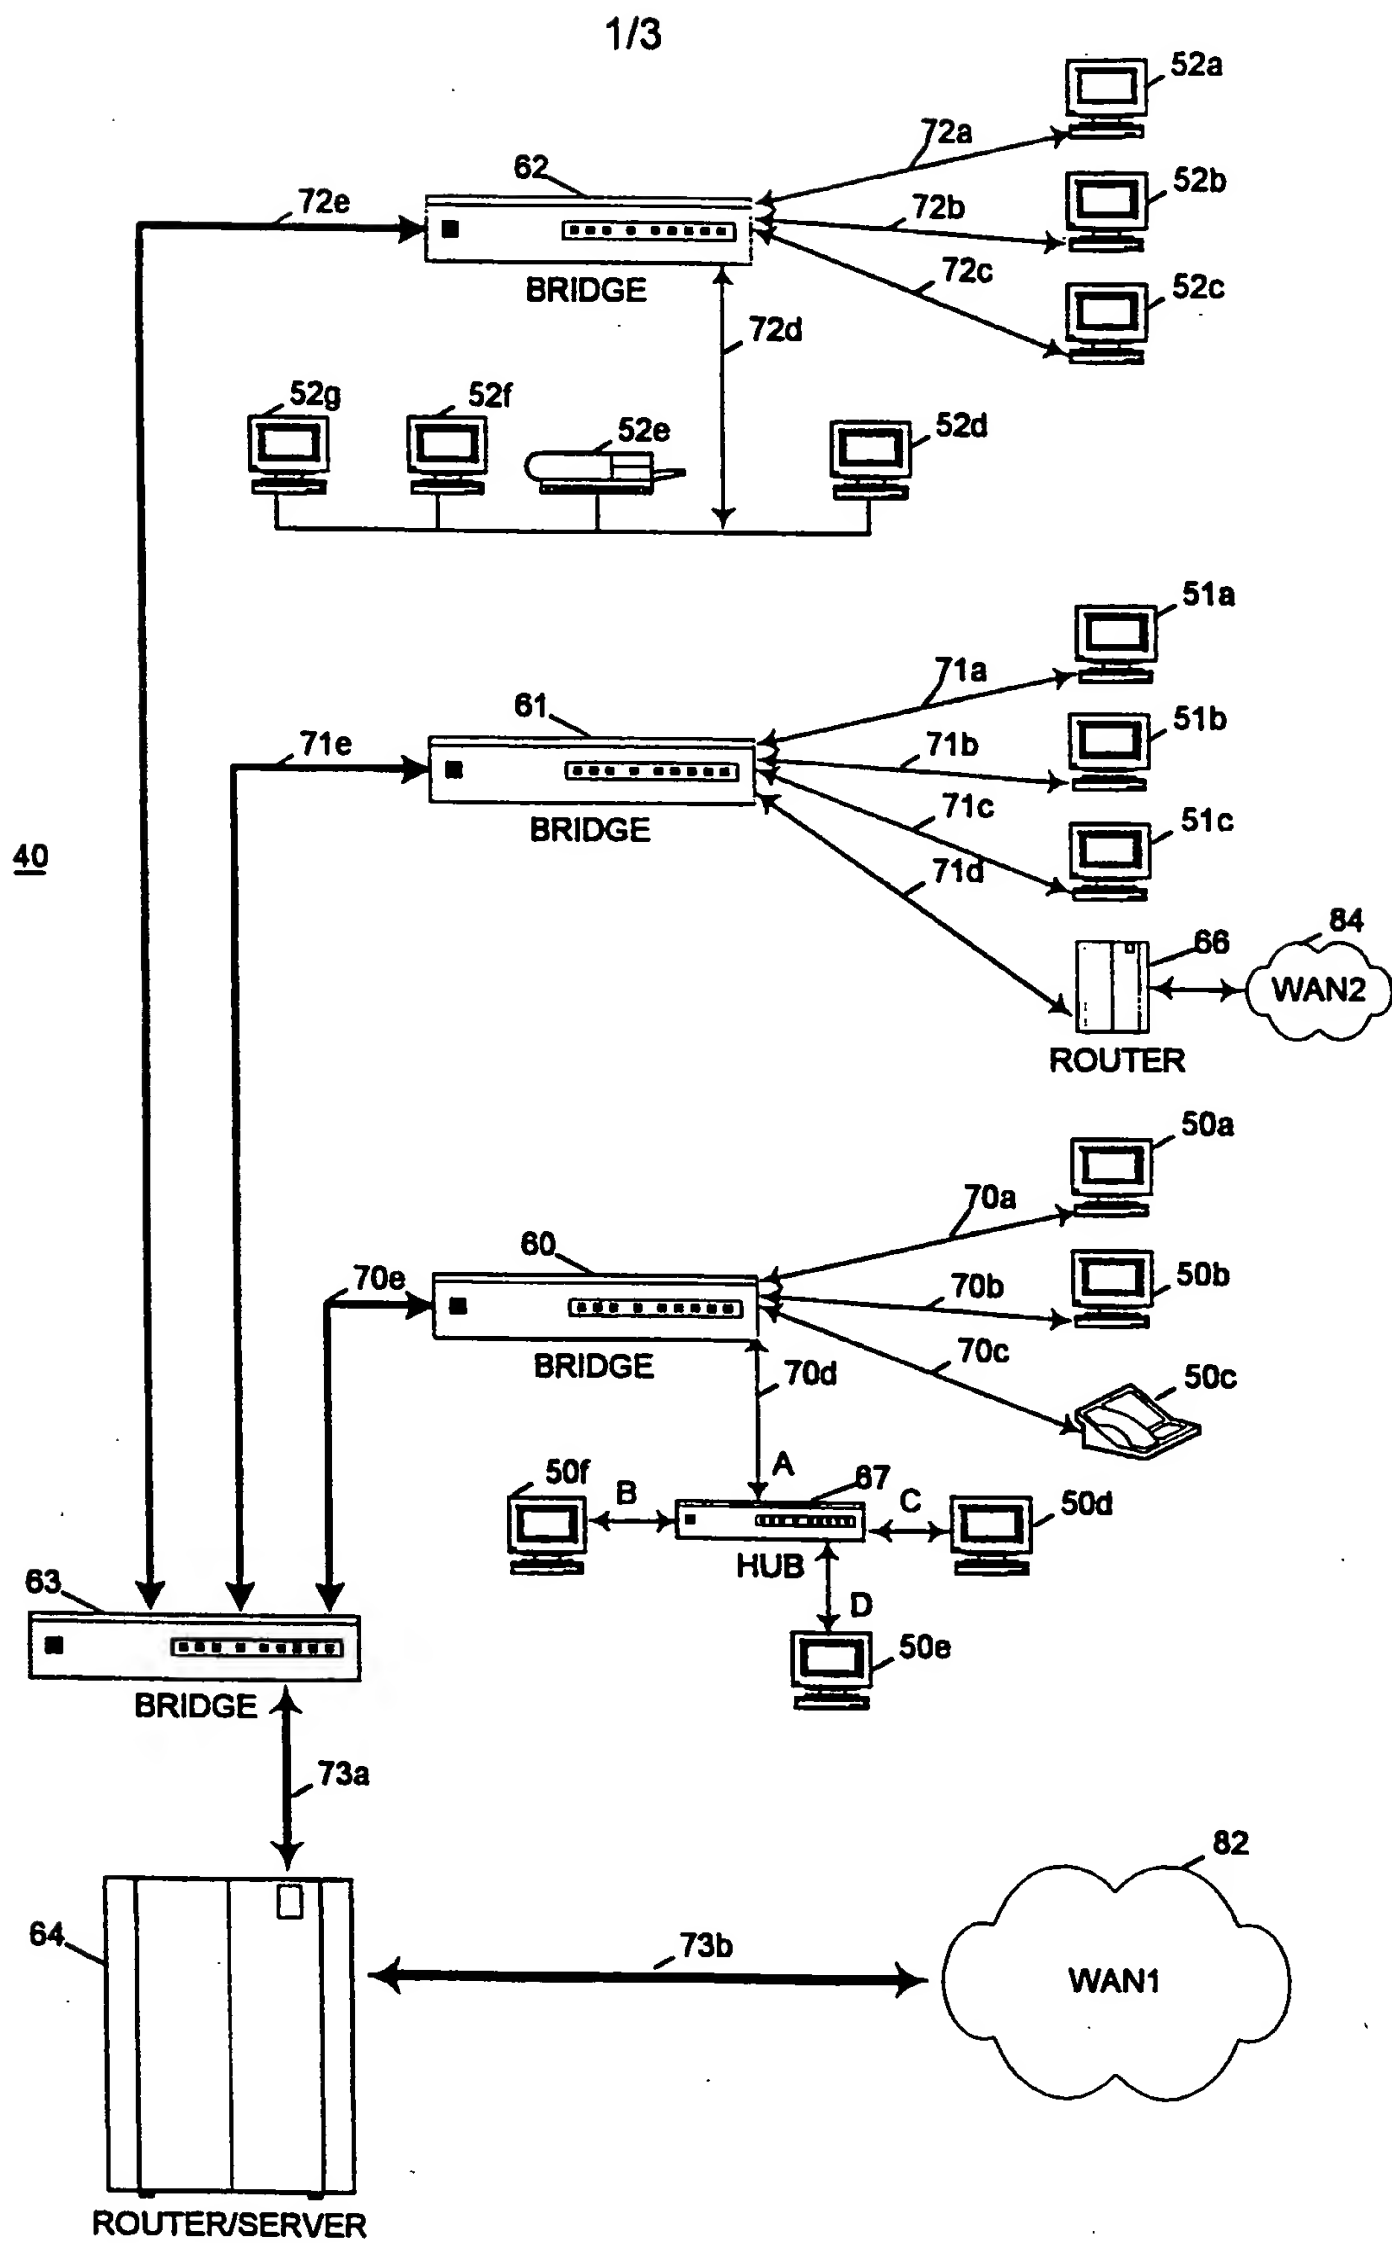 1/3
52a
72a
62
52b
72e
72b
72c
BRIDGE
52c
72d
52g
52f
52e
52d
51a
71a
61
51b
71e
71b
71c
51c
BRIDGE
40
71d
84
66
WAN2
ROUTER
50a
70a
60
50b
70e
70b
70c
BRIDGE
70d
50c
A
50f
67
B
C
50d
HUB
63
D
50e
BRIDGE
73a
82
64
73b
WAN1
ROUTER/SERVER